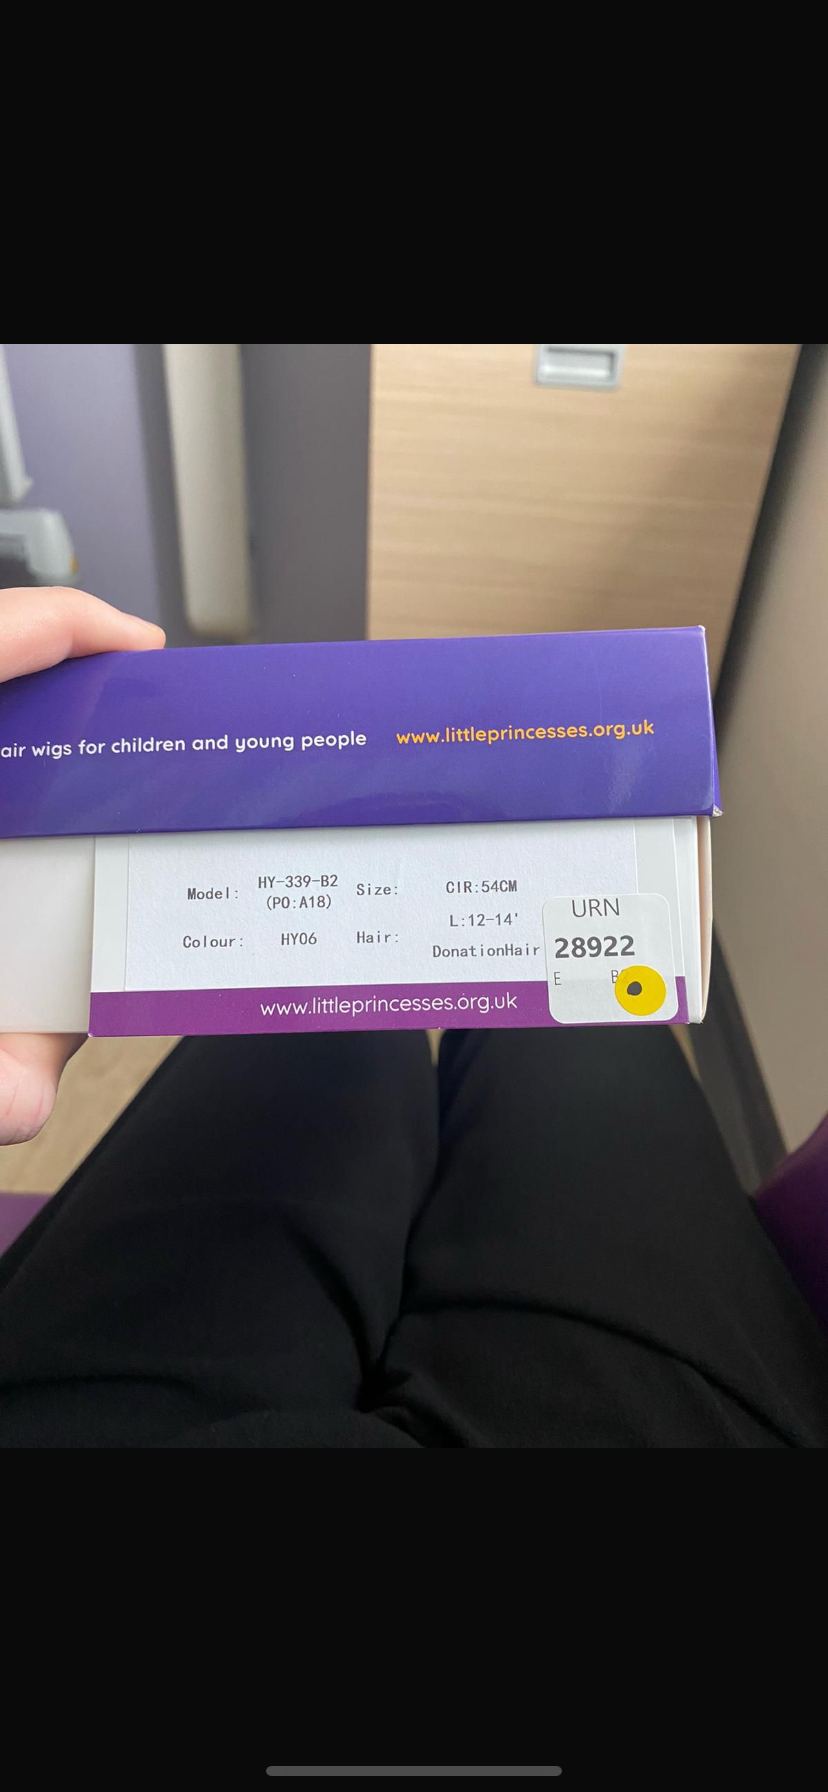 air wigs for children and young people www.littleprincesses.org.uk
Model: HY-339-B2 (PO:A18) Size: CIR:54CM
L:12-14'
Colour: HY06 Hair: DonationHair
URN
28922
E
www.littleprincesses.org.uk